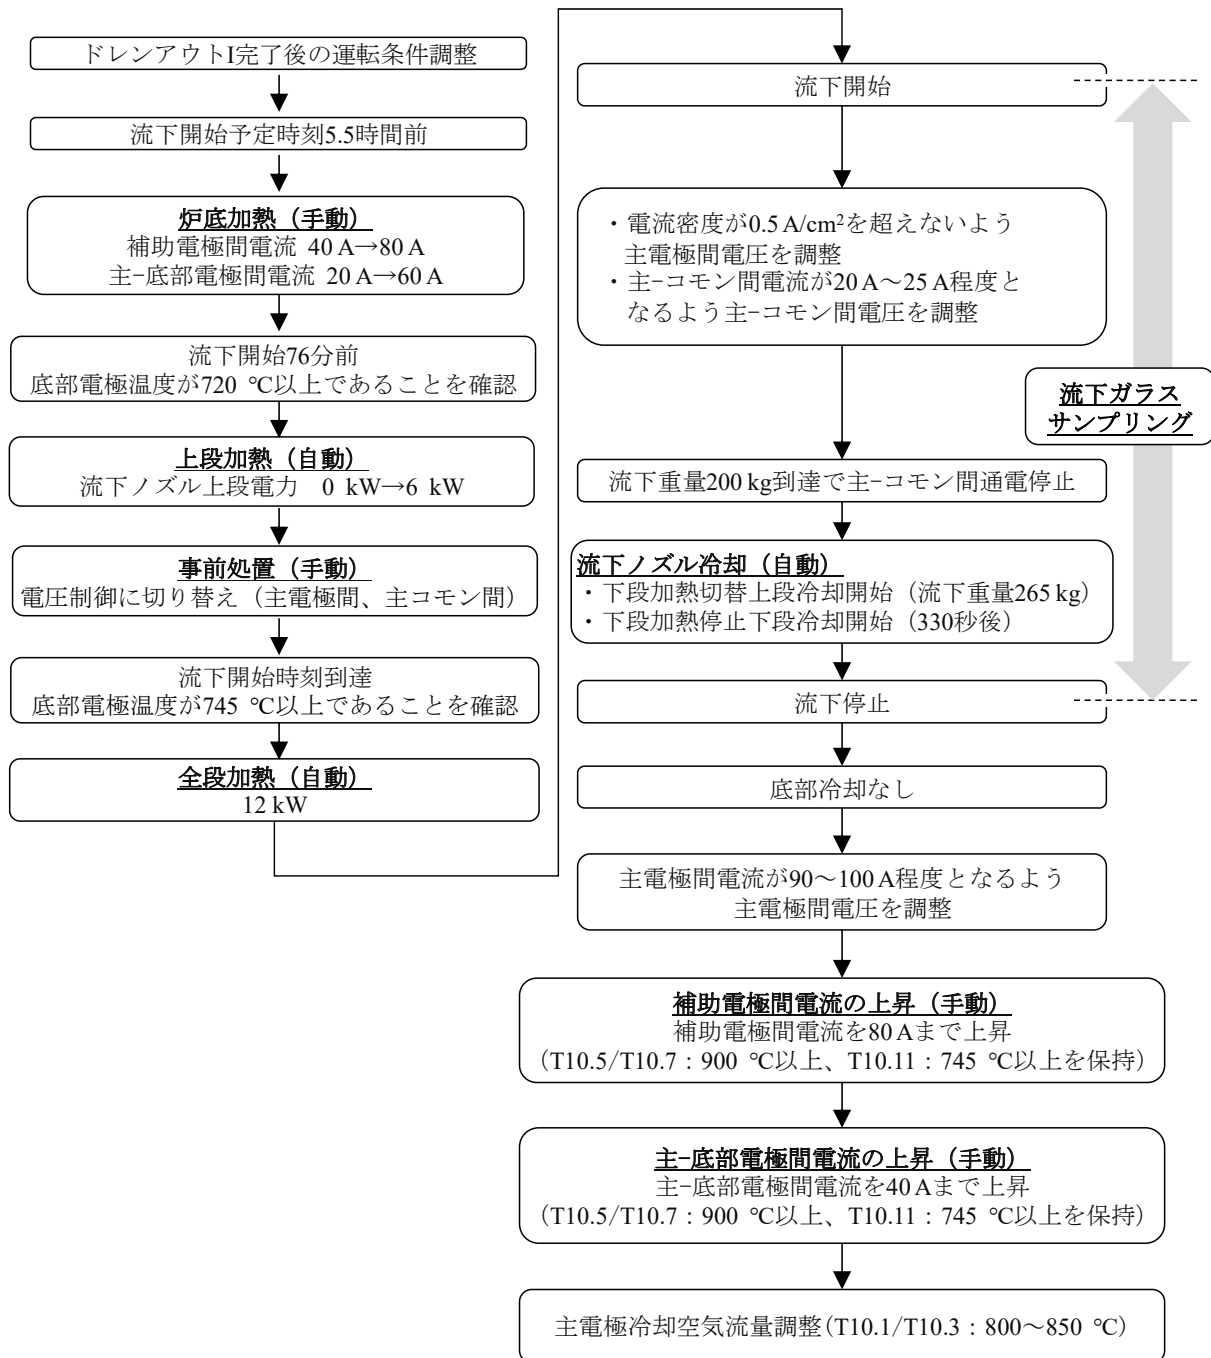 ドレンアウトI完了後の運転条件調整
流下開始予定時刻5.5時間前
炉底加熱（手動）
補助電極間電流 40 A→80 A
主−底部電極間電流 20 A→60 A
流下開始76分前
底部電極温度が720 ℃以上であることを確認
上段加熱（自動）
流下ノズル上段電力　0 kW→6 kW
事前処置（手動）
電圧制御に切り替え（主電極間、主コモン間）
流下開始時刻到達
底部電極温度が745 ℃以上であることを確認
全段加熱（自動）
12 kW
流下開始
・電流密度が0.5 A/cm²を超えないよう
主電極間電圧を調整
・主−コモン間電流が20 A～25 A程度と
なるよう主−コモン間電圧を調整
流下ガラス
サンプリング
流下重量200 kg到達で主−コモン間通電停止
流下ノズル冷却（自動）
・下段加熱切替上段冷却開始（流下重量265 kg）
・下段加熱停止下段冷却開始（330秒後）
流下停止
底部冷却なし
主電極間電流が90～100 A程度となるよう
主電極間電圧を調整
補助電極間電流の上昇（手動）
補助電極間電流を80 Aまで上昇
（T10.5/T10.7：900 ℃以上、T10.11：745 ℃以上を保持）
主−底部電極間電流の上昇（手動）
主−底部電極間電流を40 Aまで上昇
（T10.5/T10.7：900 ℃以上、T10.11：745 ℃以上を保持）
主電極冷却空気流量調整(T10.1/T10.3：800～850 ℃）